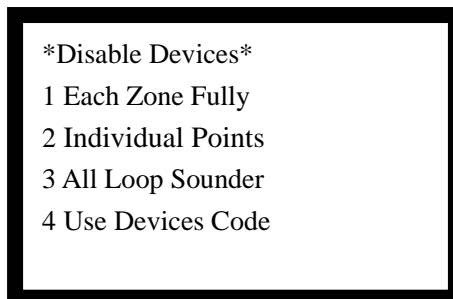 *Disable Devices*
1 Each Zone Fully
2 Individual Points
3 All Loop Sounder
4 Use Devices Code